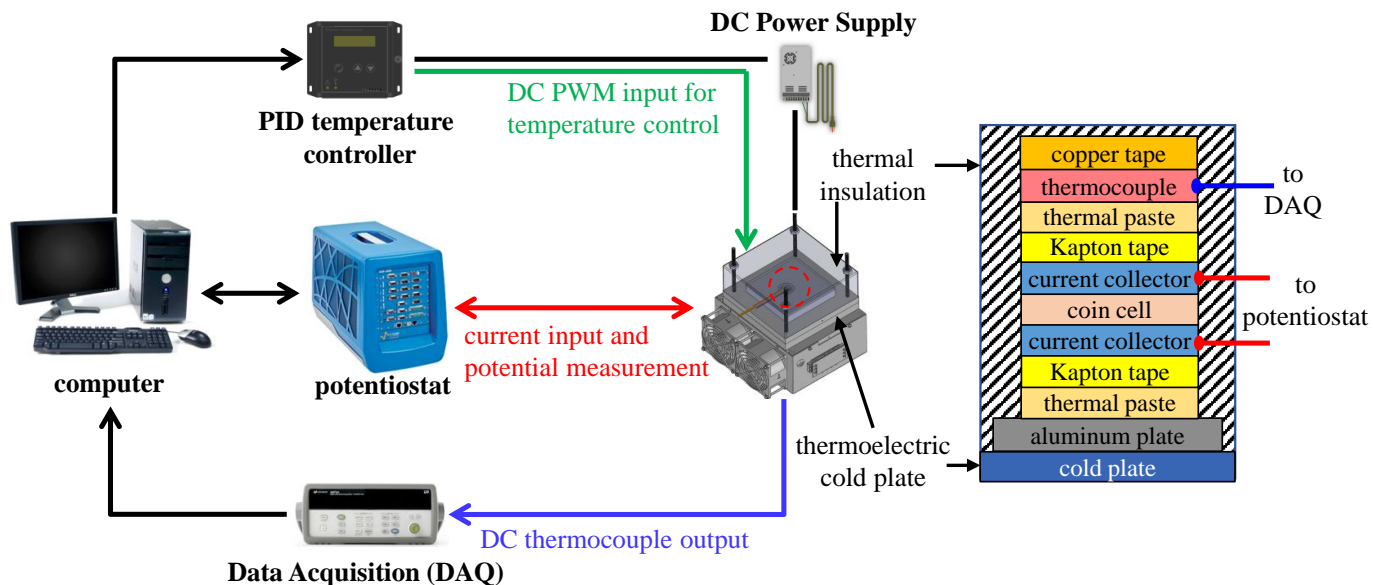 DC Power Supply
DC PWM input for
temperature control
PID temperature
controller
thermal
insulation
copper tape
thermocouple
to
DAQ
thermal paste
Kapton tape
current collector
to
potentiostat
coin cell
current collector
Kapton tape
thermal paste
aluminum plate
cold plate
computer
potentiostat
current input and
potential measurement
thermoelectric
cold plate
DC thermocouple output
Data Acquisition (DAQ)